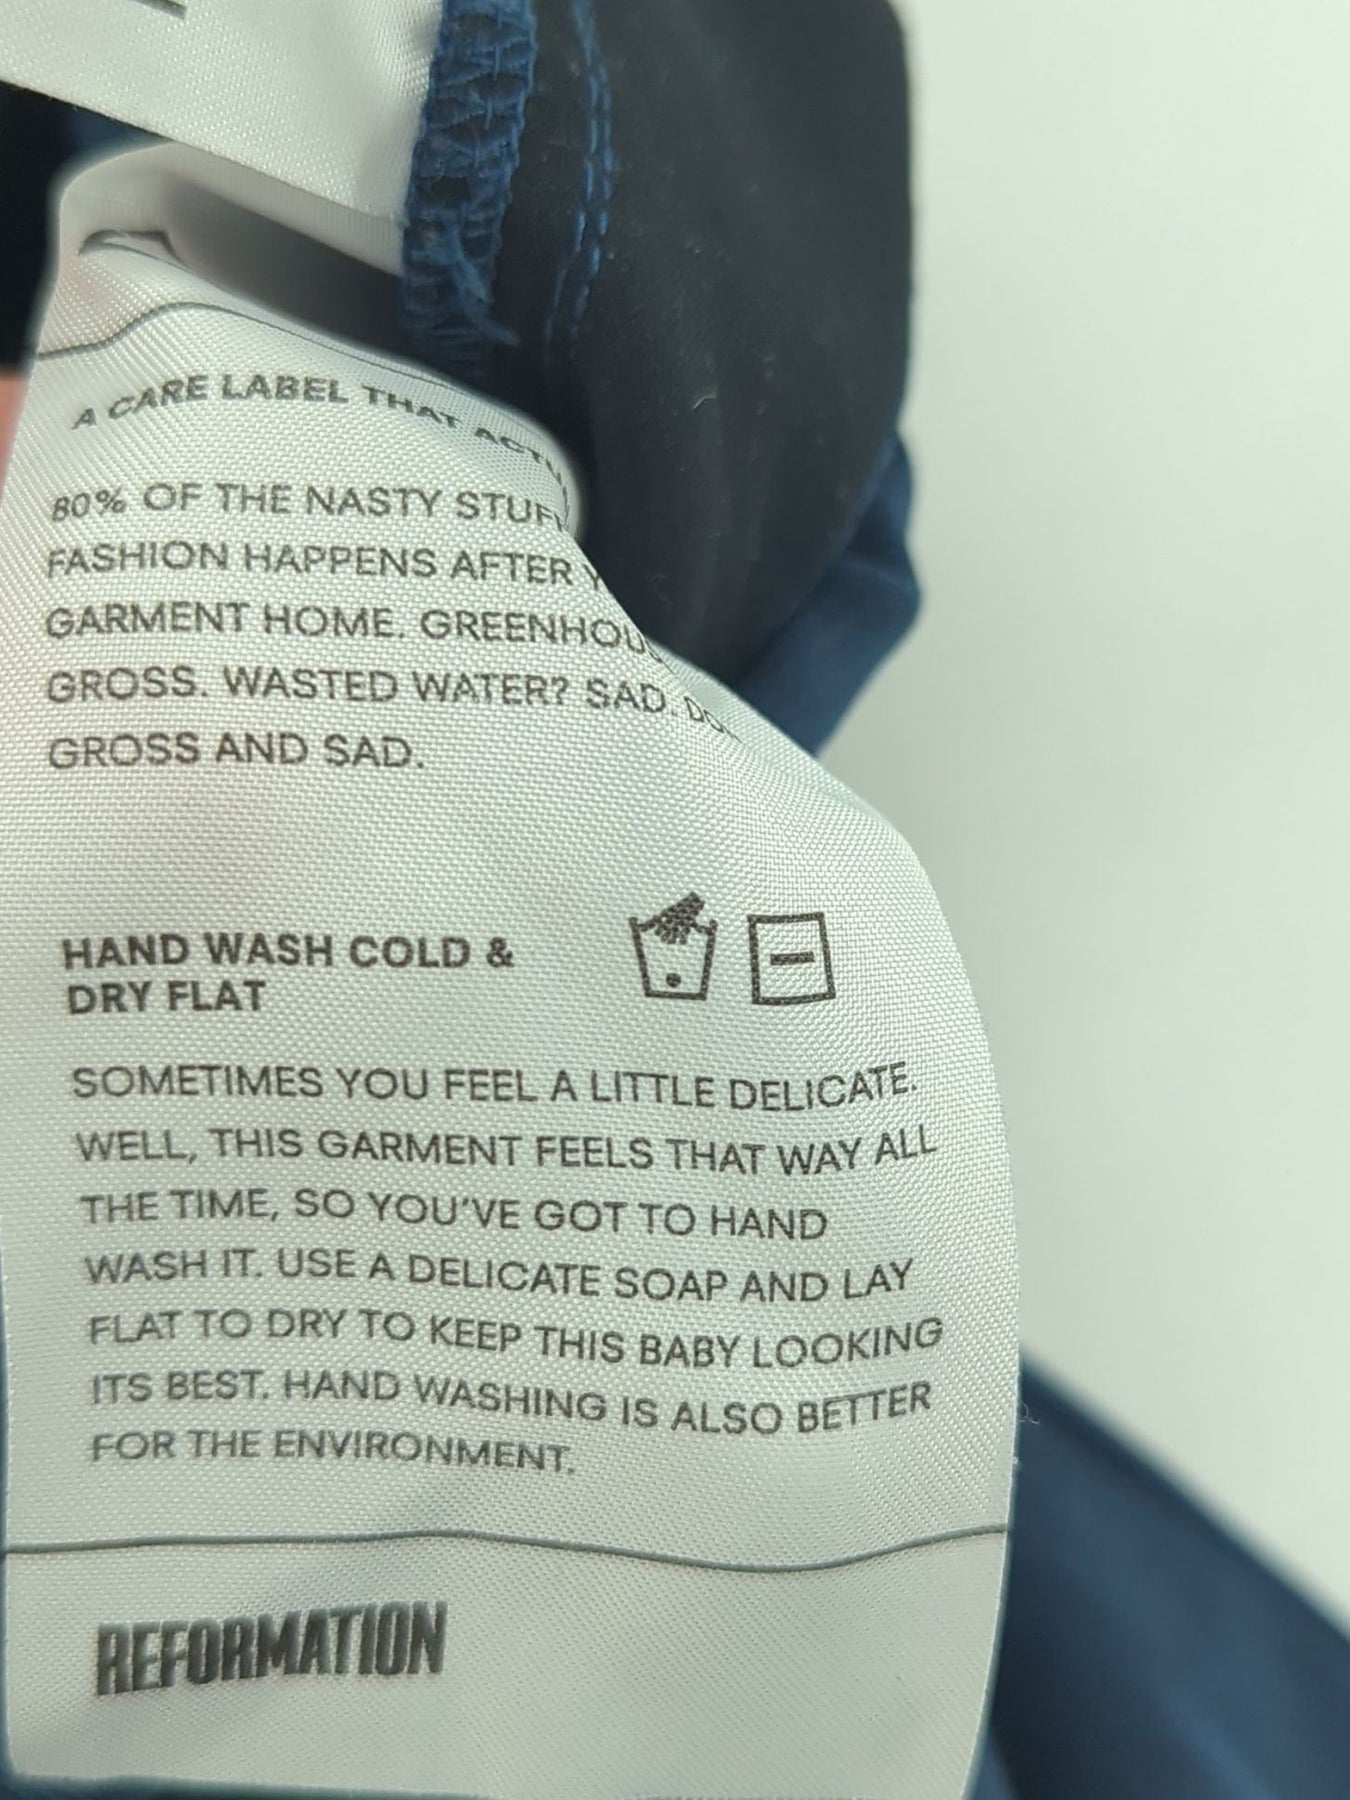 A CARE LABEL THAT
80% OF THE NASTY
FASHION HAPPENS AFTER
GARMENT HOME.
GROSS. WASTED WATER? SAD.
GROSS AND SAD.
HAND WASH COLD &
DRY FLAT
SOMETIMES YOU FEEL A LITTLE DELICATE.
WELL, THIS GARMENT FEELS THAT WAY ALL
THE TIME, SO YOU'VE GOT TO HAND
WASH IT. USE A DELICATE SOAP AND LAY
FLAT TO DRY TO KEEP THIS BABY LOOKING
ITS BEST. HAND WASHING IS ALSO BETTER
FOR THE ENVIRONMENT.
REFORMATION